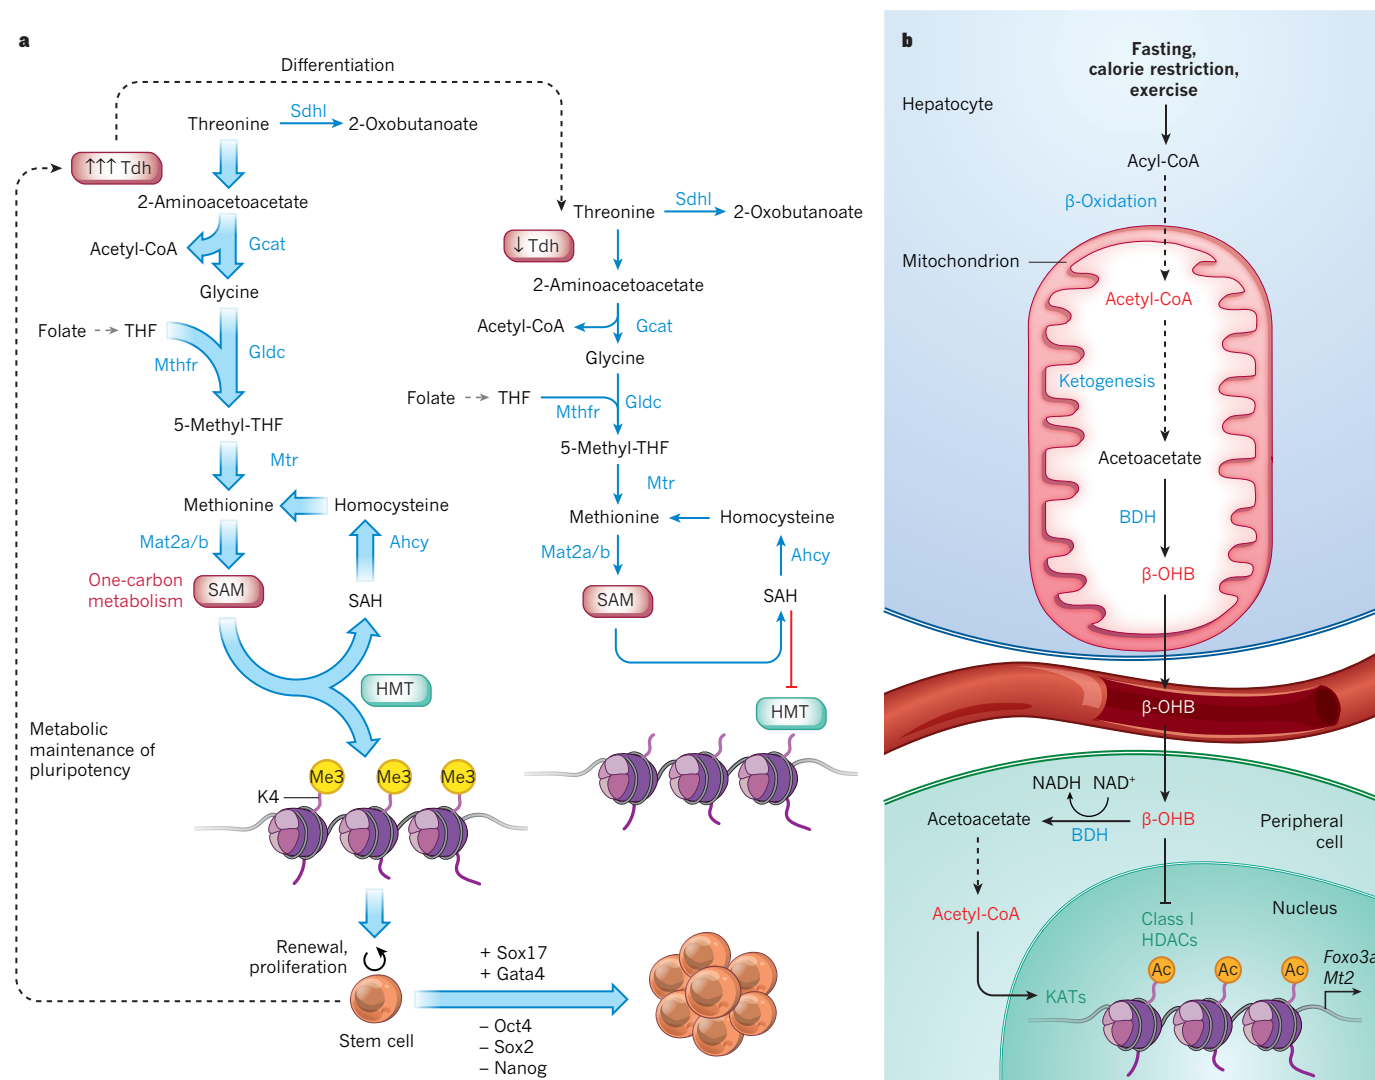 a
Differentiation
Threonine
Sdhl
2-Oxobutanoate
↑↑↑ Tdh
2-Aminoacetoacetate
Acetyl-CoA
Gcat
Glycine
Folate
THF
Mthfr
Gldc
5-Methyl-THF
Mtr
Methionine
Homocysteine
Mat2a/b
Ahcy
One-carbon
metabolism
SAM
SAH
HMT
Metabolic
maintenance of
pluripotency
Me3
Me3
Me3
K4
Renewal,
proliferation
Stem cell
+ Sox17
+ Gata4
– Oct4
– Sox2
– Nanog
Threonine
Sdhl
2-Oxobutanoate
↓ Tdh
2-Aminoacetoacetate
Acetyl-CoA
Gcat
Glycine
Folate
THF
Mthfr
Gldc
5-Methyl-THF
Mtr
Methionine
Homocysteine
Mat2a/b
Ahcy
SAM
SAH
HMT
b
Fasting,
calorie restriction,
exercise
Hepatocyte
Acyl-CoA
β-Oxidation
Mitochondrion
Acetyl-CoA
Ketogenesis
Acetoacetate
BDH
β-OHB
β-OHB
NADH
NAD⁺
Acetoacetate
BDH
β-OHB
Peripheral
cell
Acetyl-CoA
Class I
HDACs
Nucleus
KATs
Ac
Ac
Ac
Foxo3a
Mt2